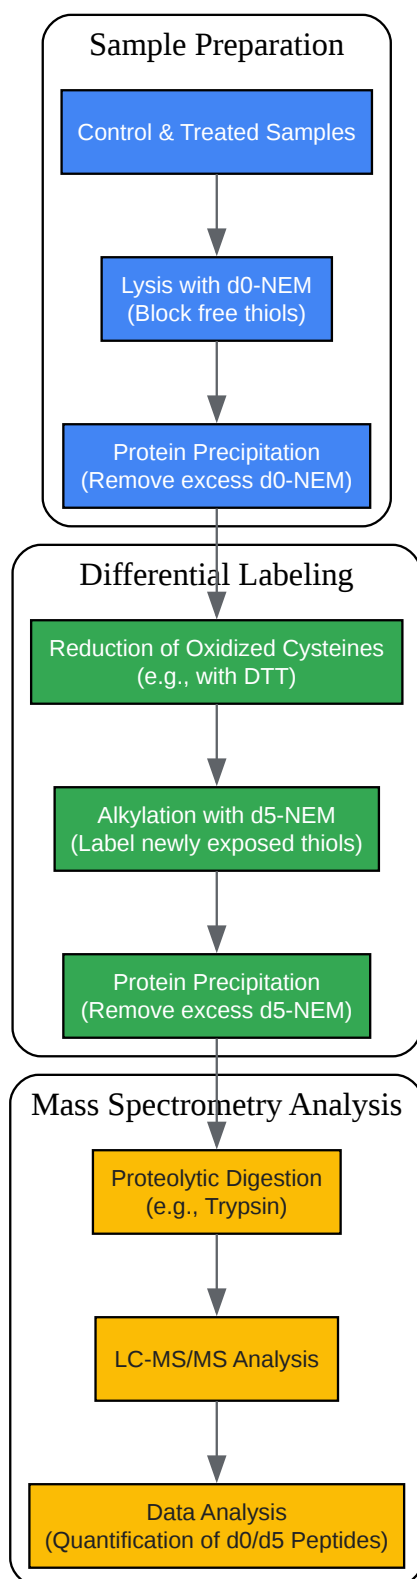 Sample Preparation
Control & Treated Samples
Lysis with d0-NEM
(Block free thiols)
Protein Precipitation
(Remove excess d0-NEM)
Differential Labeling
Reduction of Oxidized Cysteines
(e.g., with DTT)
Alkylation with d5-NEM
(Label newly exposed thiols)
Protein Precipitation
(Remove excess d5-NEM)
Mass Spectrometry Analysis
Proteolytic Digestion
(e.g., Trypsin)
LC-MS/MS Analysis
Data Analysis
(Quantification of d0/d5 Peptides)